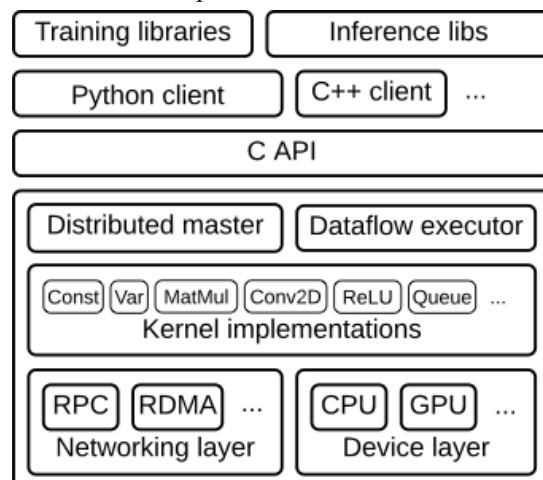 Training libraries Inference libs
Python client C++ client ...
C API
Distributed master Dataflow executor
Const Var MatMul Conv2D ReLU Queue ...
Kernel implementations
RPC RDMA ... CPU GPU ...
Networking layer Device layer